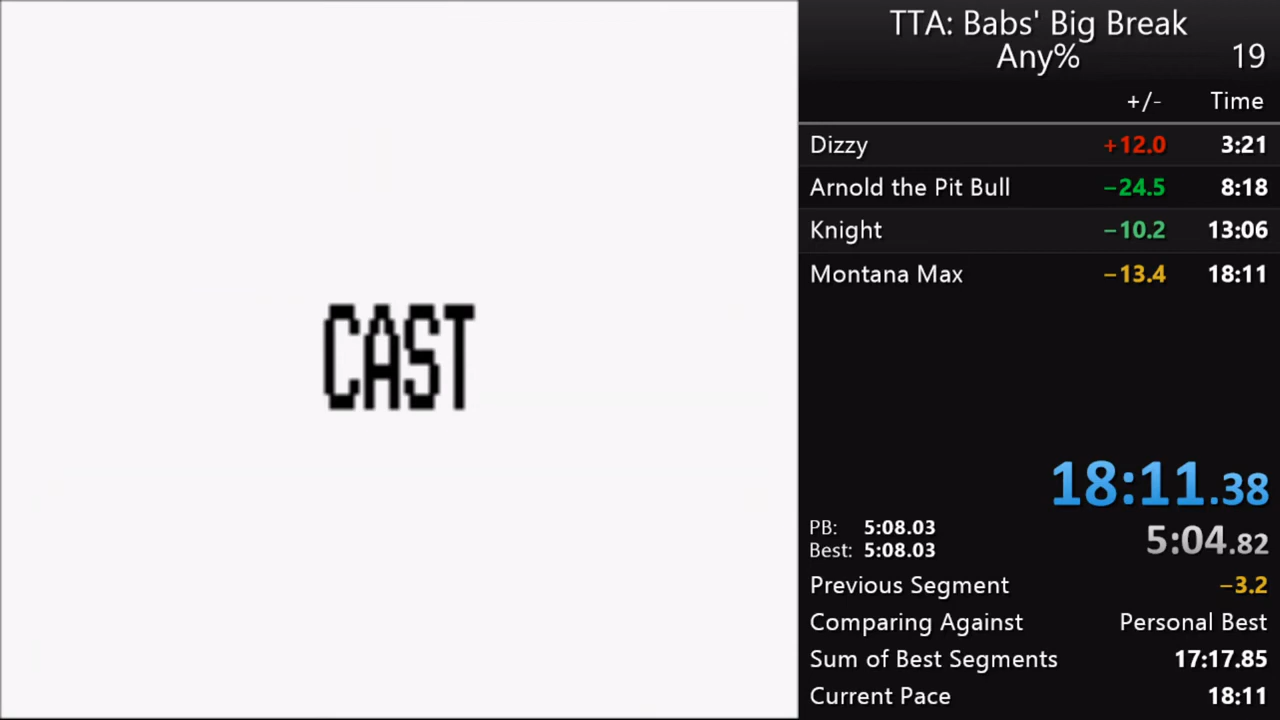 CAST
TTA: Babs' Big Break
Any% 19
+/- Time
Dizzy +12.0 3:21
Arnold the Pit Bull −24.5 8:18
Knight −10.2 13:06
Montana Max −13.4 18:11
18:11.38
PB: 5:08.03
Best: 5:08.03
5:04.82
Previous Segment −3.2
Comparing Against Personal Best
Sum of Best Segments 17:17.85
Current Pace 18:11